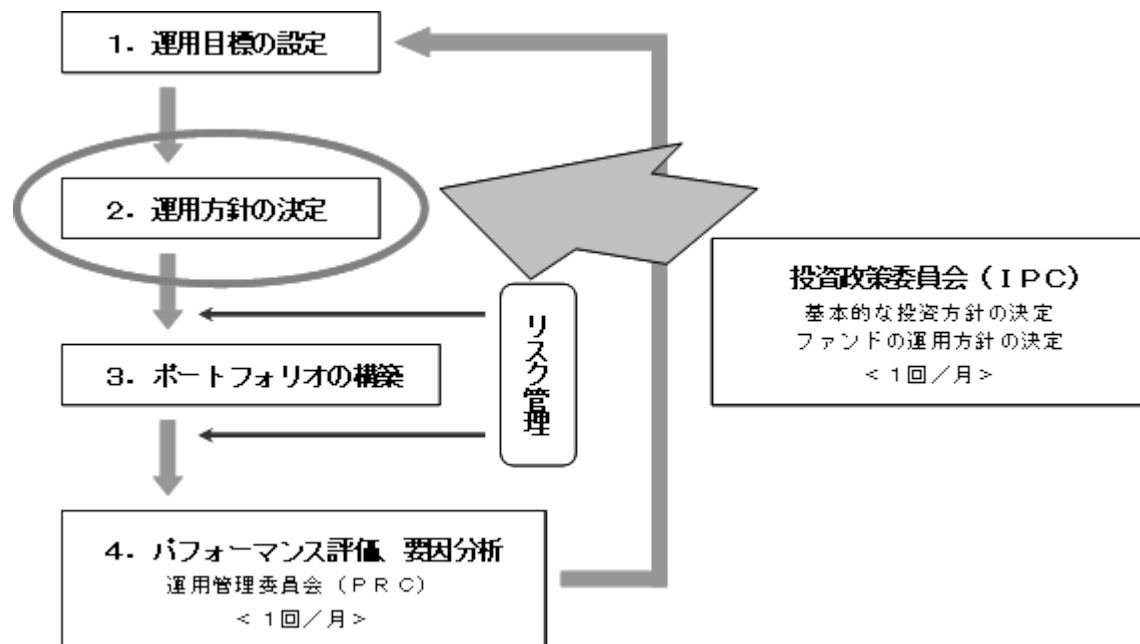 1．運用目標の設定
2．運用方針の決定
投資政策委員会（ＩＰＣ）
基本的な投資方針の決定
ファンドの運用方針の決定
＜1回／月＞
リスク管理
3．ポートフォリオの構築
4．パフォーマンス評価、要因分析
運用管理委員会（ＰＲＣ）
＜1回／月＞